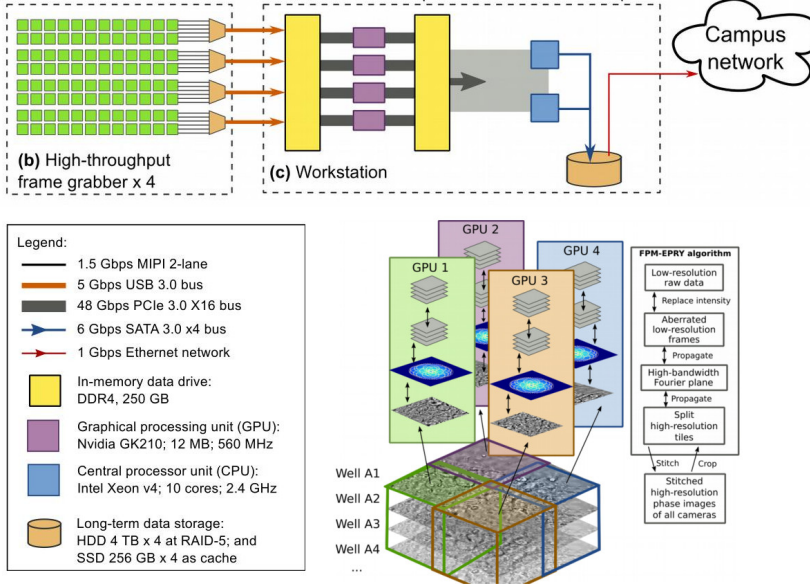 Campus
network
(b) High-throughput
frame grabber x 4
(c) Workstation
Legend:
1.5 Gbps MIPI 2-lane
5 Gbps USB 3.0 bus
48 Gbps PCIe 3.0 X16 bus
6 Gbps SATA 3.0 x4 bus
1 Gbps Ethernet network
In-memory data drive:
DDR4, 250 GB
Graphical processing unit (GPU):
Nvidia GK210; 12 MB; 560 MHz
Central processor unit (CPU):
Intel Xeon v4; 10 cores; 2.4 GHz
Long-term data storage:
HDD 4 TB x 4 at RAID-5; and
SSD 256 GB x 4 as cache
GPU 2
GPU 1
GPU 4
GPU 3
Well A1
Well A2
Well A3
Well A4
...
FPM-EPRY algorithm
Low-resolution
raw data
Replace intensity
Aberrated
low-resolution
frames
Propagate
High-bandwidth
Fourier plane
Propagate
Split
high-resolution
tiles
Stitch
Crop
Stitched
high-resolution
phase images
of all cameras